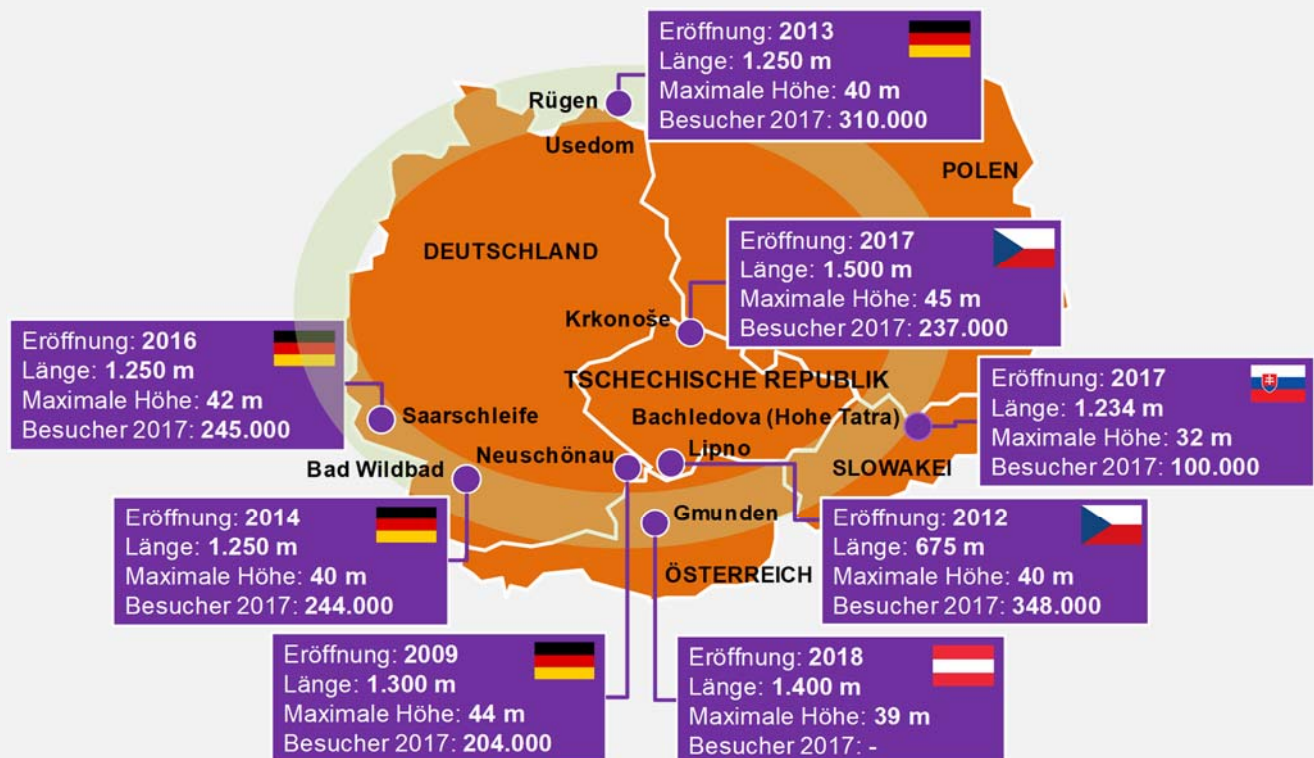 Eröffnung: 2013
Länge: 1.250 m
Maximale Höhe: 40 m
Besucher 2017: 310.000
Rügen
Usedom
POLEN
DEUTSCHLAND
Eröffnung: 2017
Länge: 1.500 m
Maximale Höhe: 45 m
Besucher 2017: 237.000
Krkonoše
Eröffnung: 2016
Länge: 1.250 m
Maximale Höhe: 42 m
Besucher 2017: 245.000
Saarschleife
TSCHECHISCHE REPUBLIK
Bachledova (Hohe Tatra)
Eröffnung: 2017
Länge: 1.234 m
Maximale Höhe: 32 m
Besucher 2017: 100.000
Neuschönau
Lipno
Bad Wildbad
SLOWAKEI
Eröffnung: 2014
Länge: 1.250 m
Maximale Höhe: 40 m
Besucher 2017: 244.000
Gmunden
ÖSTERREICH
Eröffnung: 2012
Länge: 675 m
Maximale Höhe: 40 m
Besucher 2017: 348.000
Eröffnung: 2009
Länge: 1.300 m
Maximale Höhe: 44 m
Besucher 2017: 204.000
Eröffnung: 2018
Länge: 1.400 m
Maximale Höhe: 39 m
Besucher 2017: -